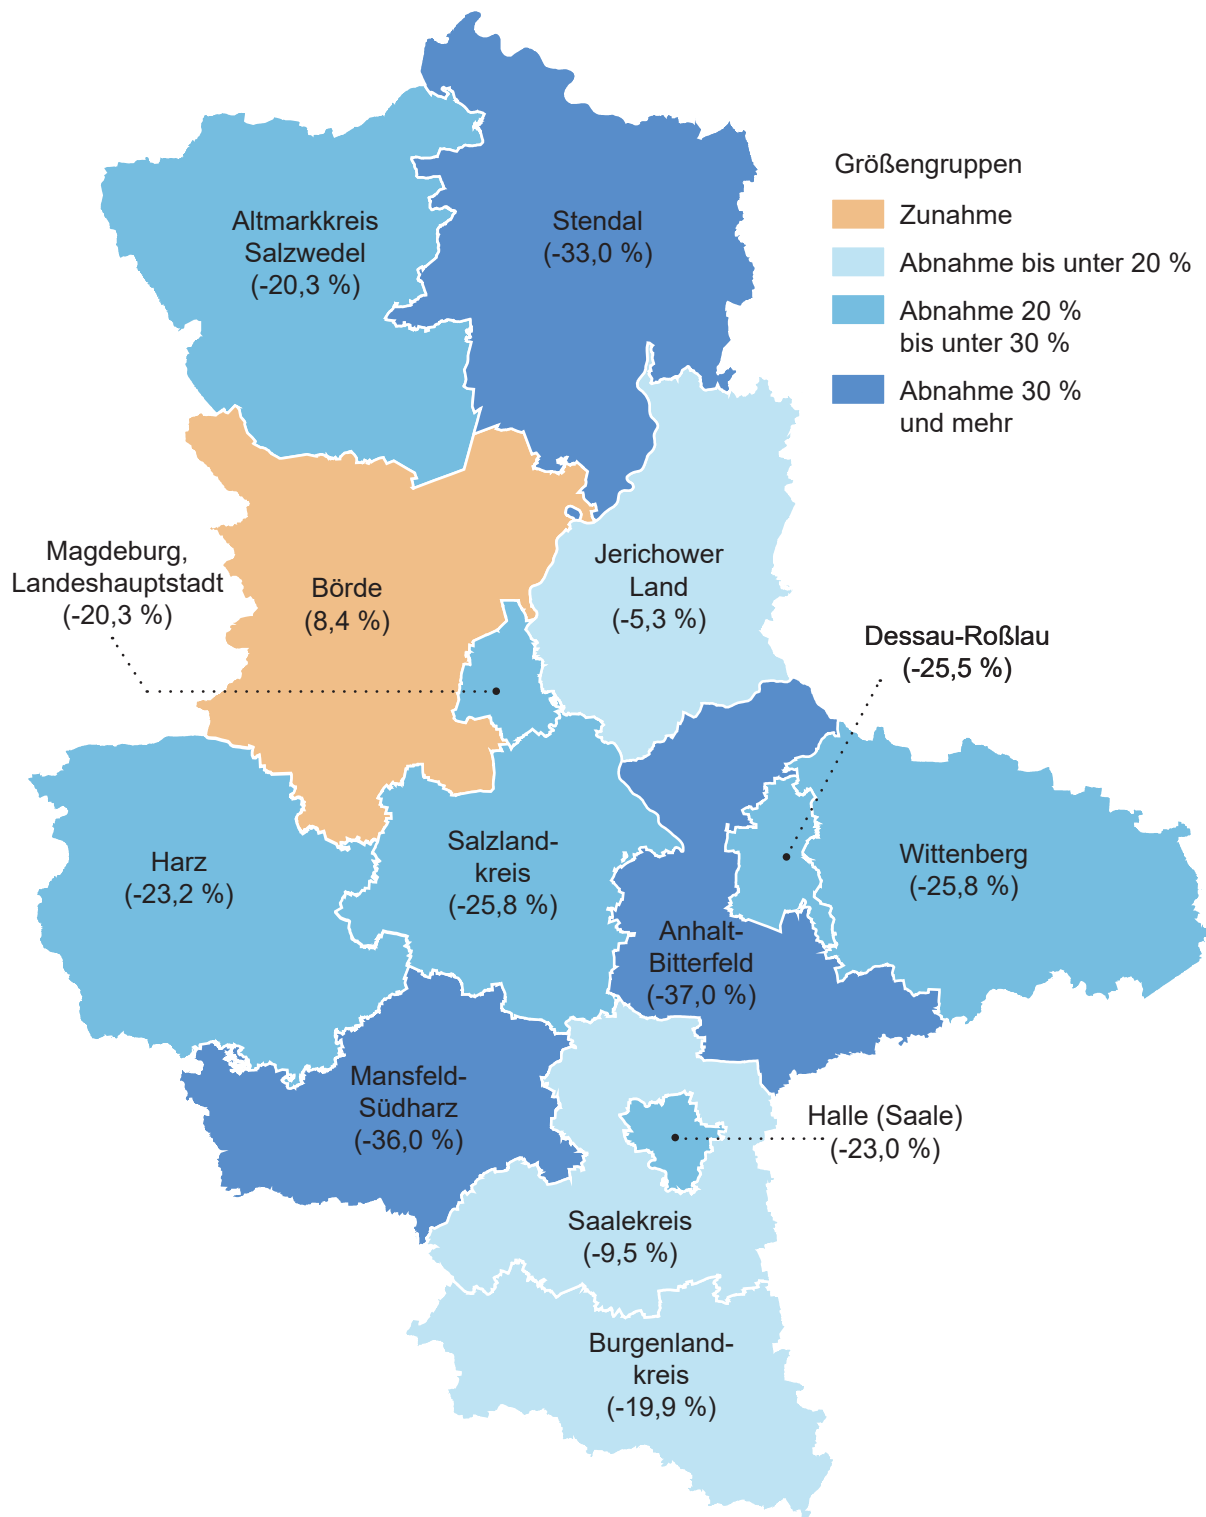 Größengruppen
Zunahme
Abnahme bis unter 20 %
Abnahme 20 %
bis unter 30 %
Abnahme 30 %
und mehr
Altmarkkreis
Salzwedel
(-20,3 %)
Stendal
(-33,0 %)
Magdeburg,
Landeshauptstadt
(-20,3 %)
Börde
(8,4 %)
Jerichower
Land
(-5,3 %)
Dessau-Roßlau
(-25,5 %)
Harz
(-23,2 %)
Salzland-
kreis
(-25,8 %)
Wittenberg
(-25,8 %)
Anhalt-
Bitterfeld
(-37,0 %)
Mansfeld-
Südharz
(-36,0 %)
Halle (Saale)
(-23,0 %)
Saalekreis
(-9,5 %)
Burgenland-
kreis
(-19,9 %)